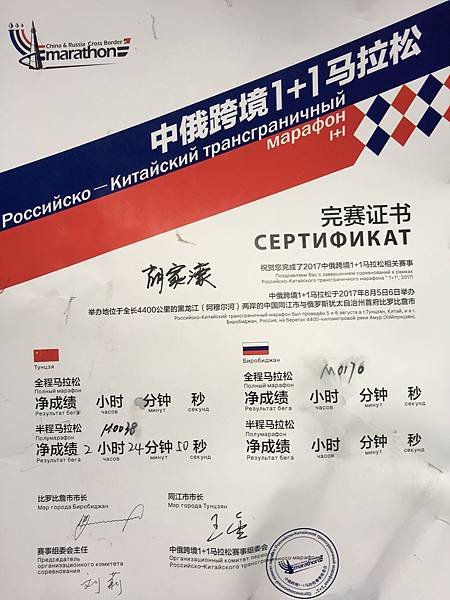 China & Russia Cross Border
marathon
中俄跨境1+1马拉松
Российско – Китайский трансграничный
марафон
1+1
完赛证书
СЕРТИФИКАТ
胡家濠
祝贺您完成了2017中俄跨境1+1马拉松相关赛事
Поздравляем Вас с завершением соревнований в рамках
Российско-Китайского трансграничного марафона " 1+1", 2017!
中俄跨境1+1马拉松于2017年8月5日6日举办
举办地位于全长4400公里的黑龙江（阿穆尔河）两岸的中国同江市与俄罗斯犹太自治州首府比罗比詹市
Российско-Китайский трансграничный марафон был проведён 5 и 6 августа в г.Тунцзян, Китай, и в г.
Биробиджан, Россия, на берегах 4400-километровой реки Амур (Хэйлунцзян).
Тунцзя
全程马拉松
Полный марафон
净成绩 小时 分钟 秒
Результат бега часов минут секунд
半程马拉松 H0038
Полумарафон
净成绩 2 小时 24 分钟 50 秒
Результат бега часов минут секунд
Биробиджан
全程马拉松 M0170
Полный марафон
净成绩 小时 分钟 秒
Результат бега часов минут секунд
半程马拉松
Полумарафон
净成绩 小时 分钟 秒
Результат бега часов минут секунд
比罗比詹市市长
Мэр города Биробиджан
同江市市长
Мэр города Тунцзян
赛事组委会主任
Председатель
организационного комитета
соревнования
刘莉
中俄跨境1+1马拉松赛事组委会
Организационный комитет
Российско-Китайского трансграничного марафона
marathon